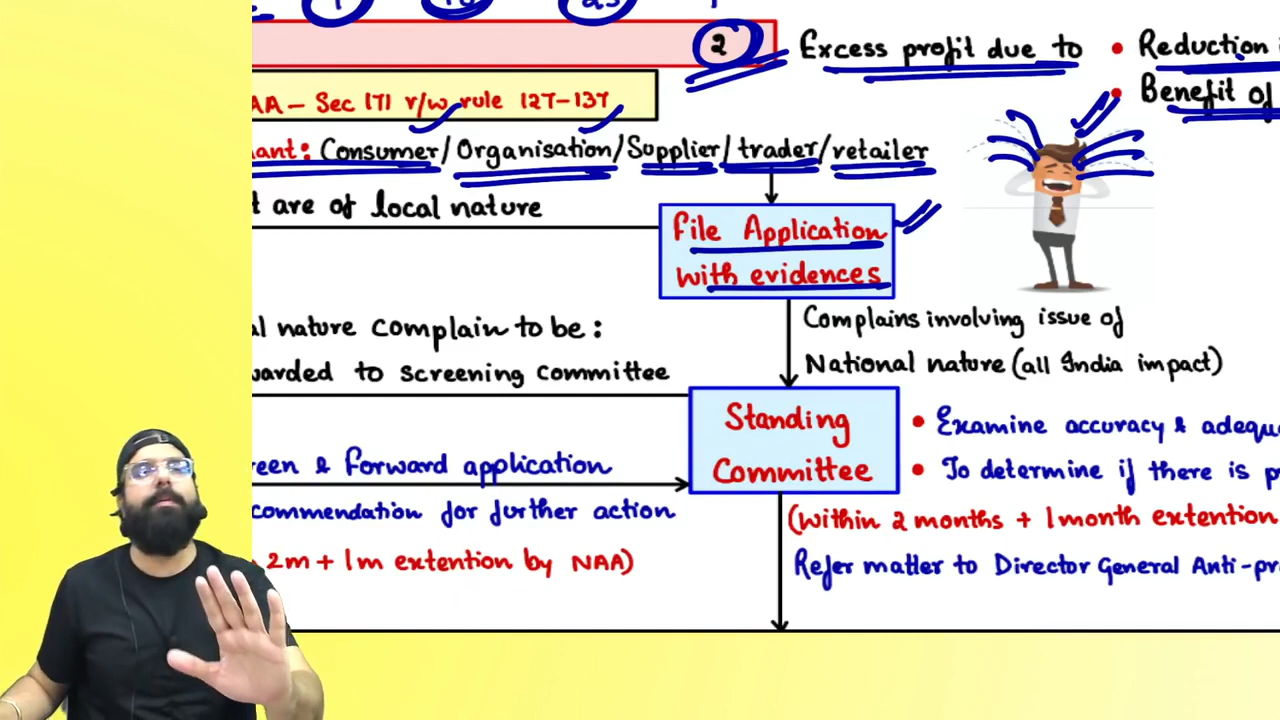 2 Excess profit due to • Reduction
• Benefit of
AA – Sec 171 r/w rule 127-137
nant: Consumer/Organisation/Supplier/trader/retailer
t are of local nature
File Application
with evidences
al nature complain to be:
warded to screening committee
Complains involving issue of
National nature (all India impact)
Standing
Committee
• Examine accuracy & adequ
• To determine if there is p
reen & forward application
commendation for further action
2m + 1m extention by NAA)
(within 2 months + 1 month extention
Refer matter to Director General Anti-pr